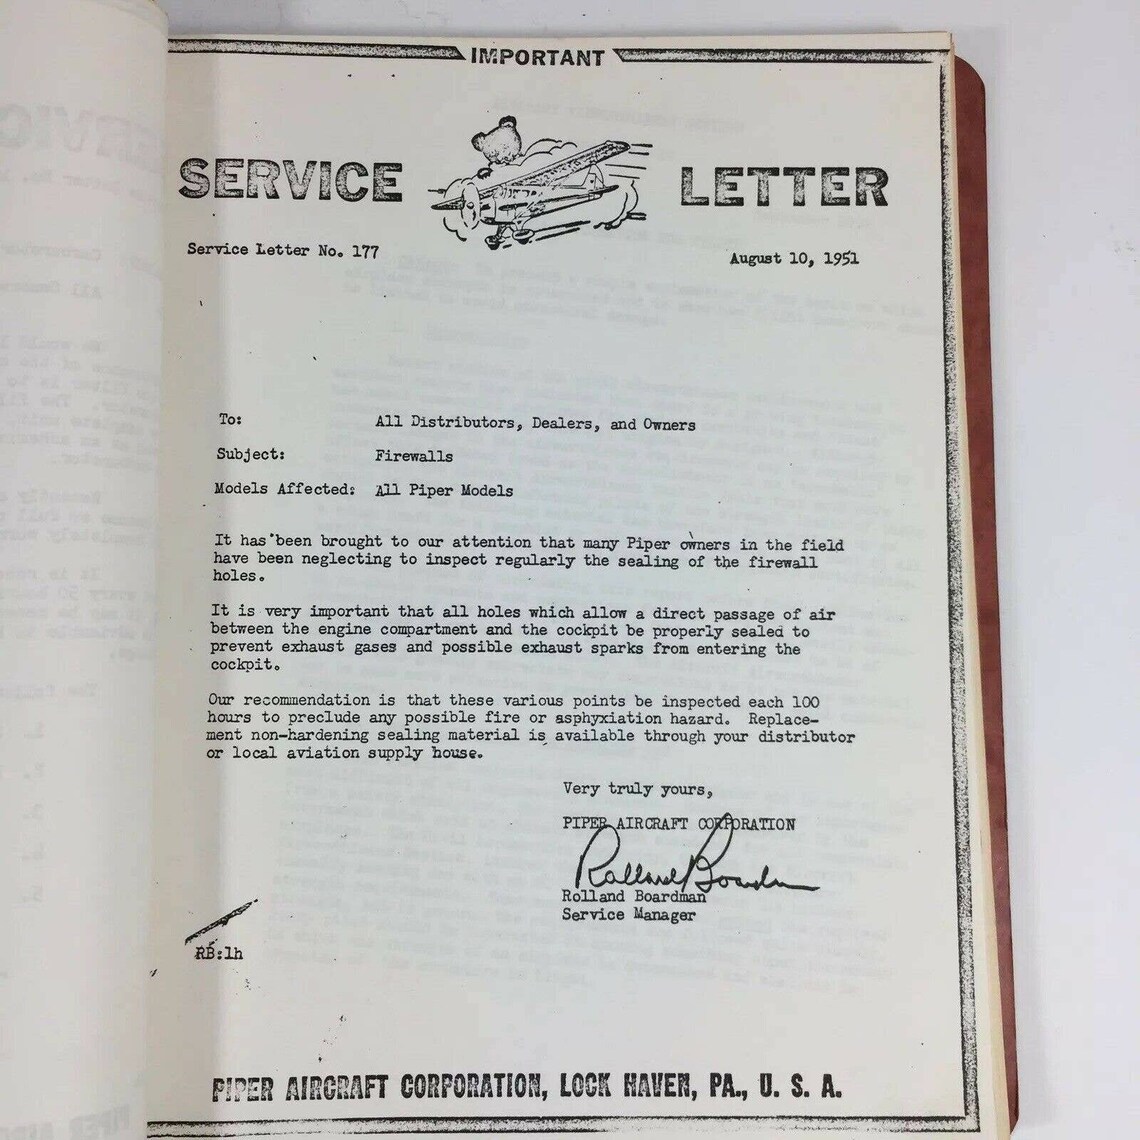 IMPORTANT
SERVICE LETTER
Service Letter No. 177
August 10, 1951
To: All Distributors, Dealers, and Owners
Subject: Firewalls
Models Affected: All Piper Models
It has been brought to our attention that many Piper owners in the field
have been neglecting to inspect regularly the sealing of the firewall
holes.
It is very important that all holes which allow a direct passage of air
between the engine compartment and the cockpit be properly sealed to
prevent exhaust gases and possible exhaust sparks from entering the
cockpit.
Our recommendation is that these various points be inspected each 100
hours to preclude any possible fire or asphyxiation hazard. Replace-
ment non-hardening sealing material is available through your distributor
or local aviation supply house.
Very truly yours,
PIPER AIRCRAFT CORPORATION
Rolland Boardman
Rolland Boardman
Service Manager
RB:lh
PIPER AIRCRAFT CORPORATION, LOCK HAVEN, PA., U. S. A.